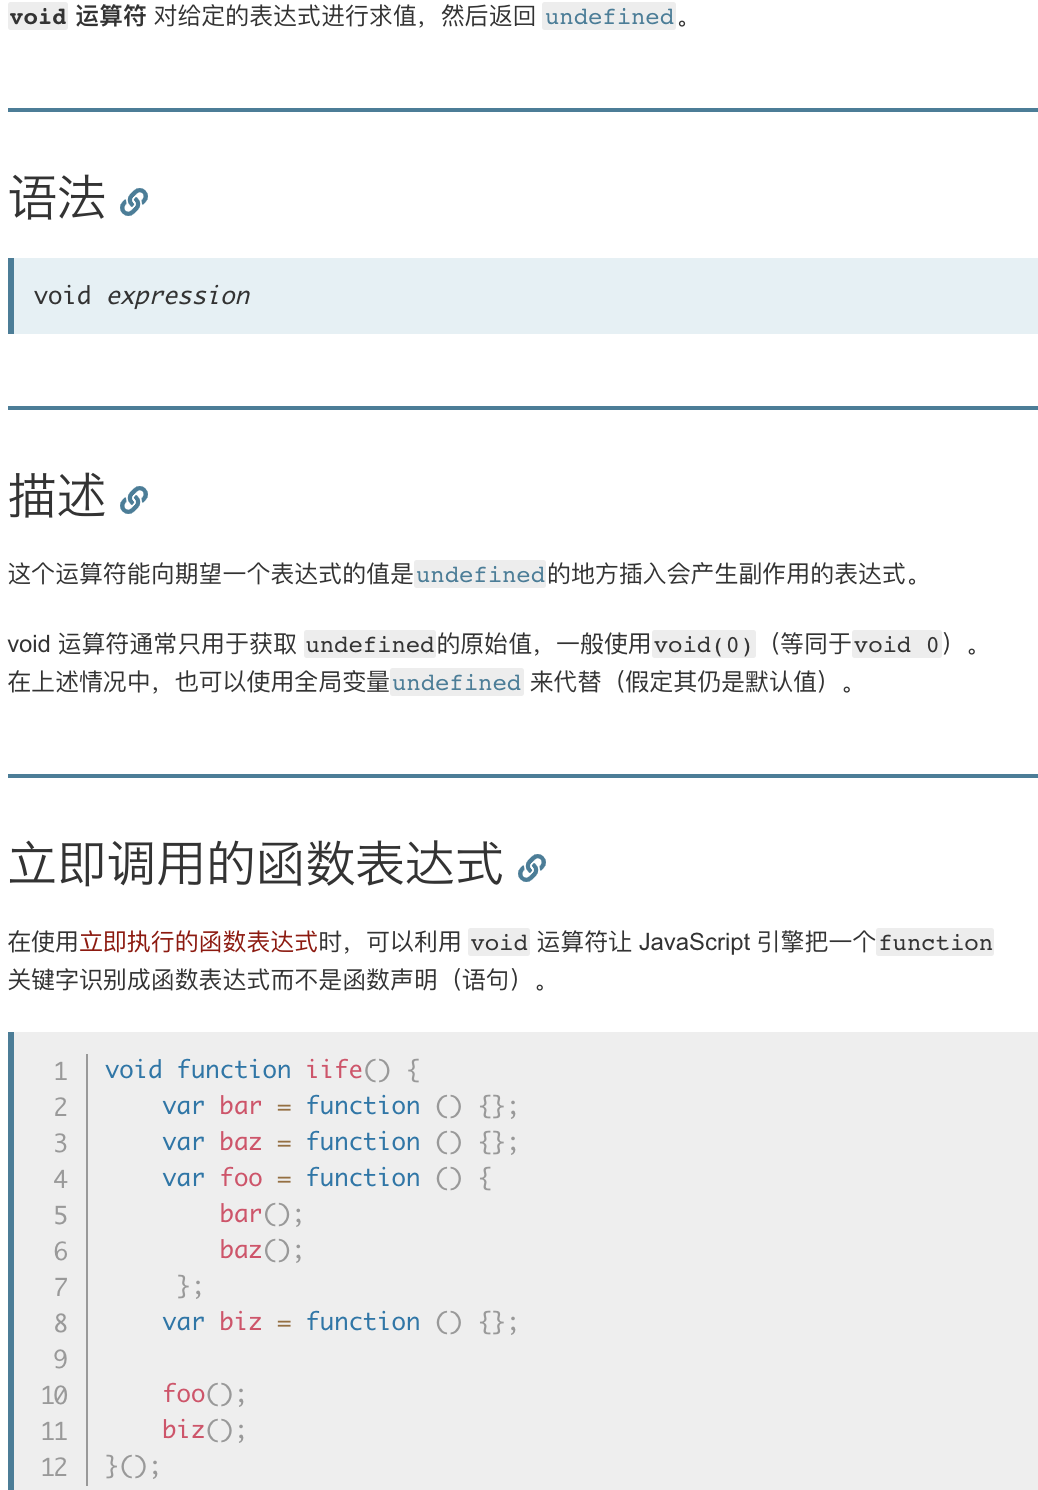 void 运算符 对给定的表达式进行求值，然后返回 undefined。
语法
void expression
描述
这个运算符能向期望一个表达式的值是undefined的地方插入会产生副作用的表达式。
void 运算符通常只用于获取 undefined的原始值，一般使用void(0)（等同于void 0）。
在上述情况中，也可以使用全局变量undefined 来代替（假定其仍是默认值）。
立即调用的函数表达式
在使用立即执行的函数表达式时，可以利用 void 运算符让 JavaScript 引擎把一个function
关键字识别成函数表达式而不是函数声明（语句）。
1 void function iife() {
2     var bar = function () {};
3     var baz = function () {};
4     var foo = function () {
5         bar();
6         baz();
7      };
8     var biz = function () {};
9
10     foo();
11     biz();
12 }();